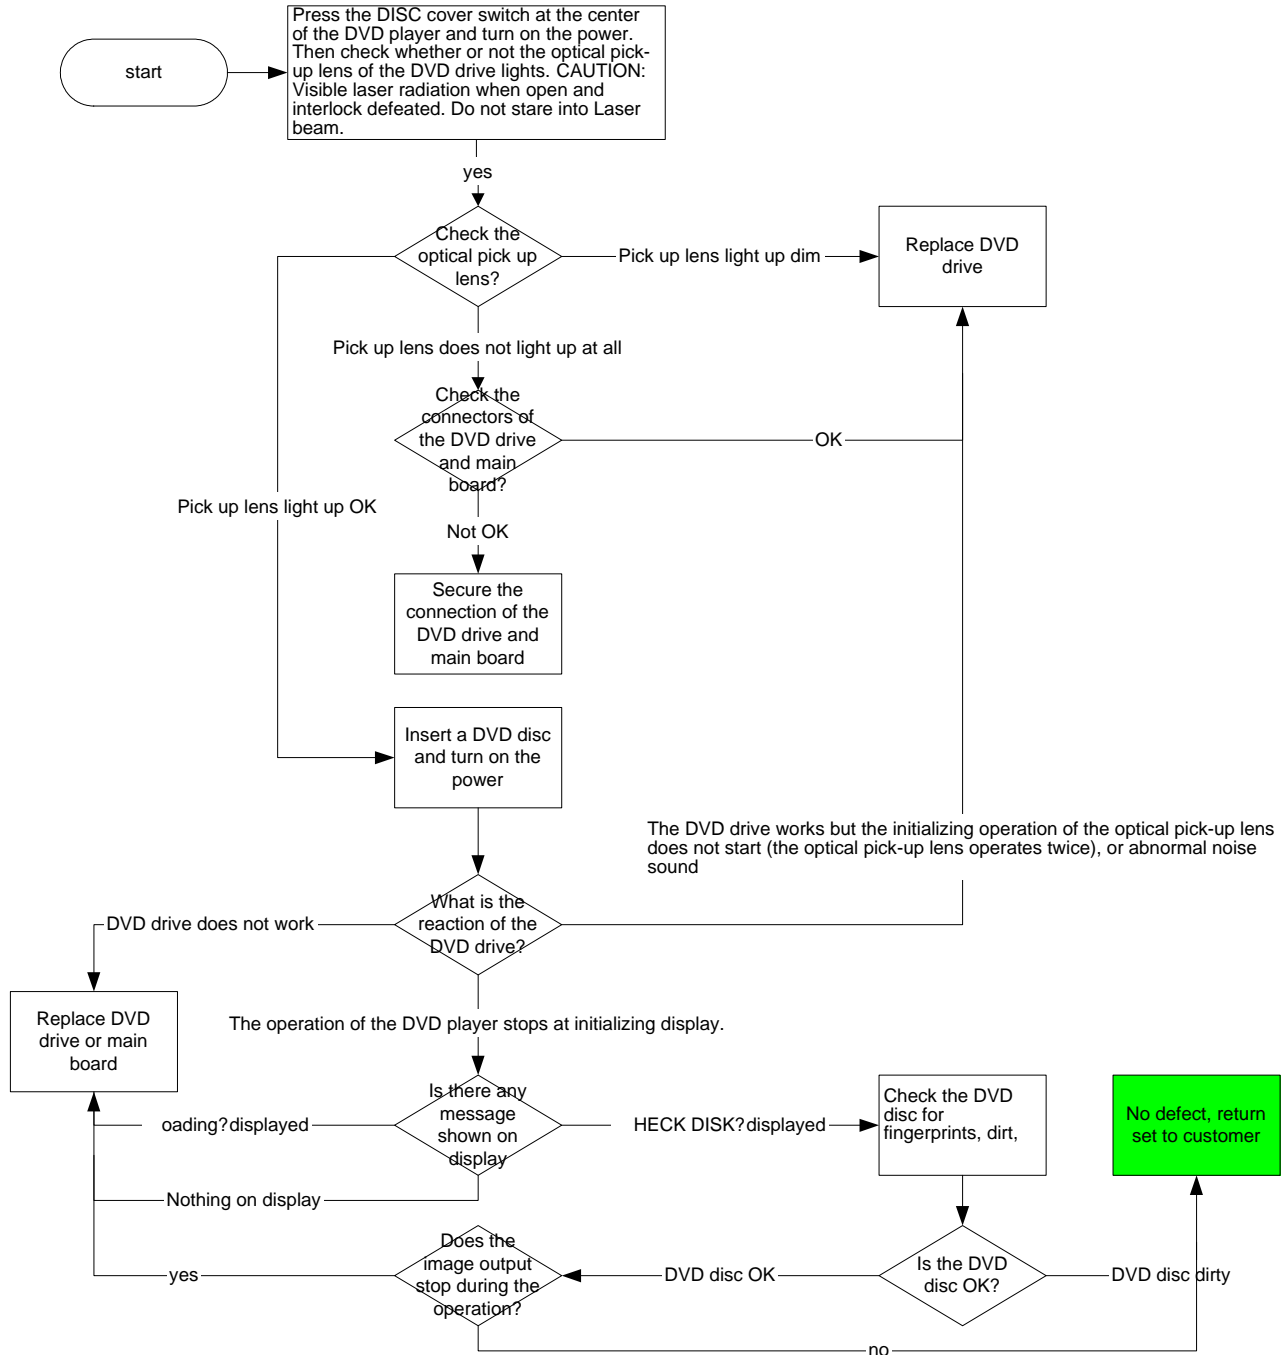 start
Press the DISC cover switch at the center
of the DVD player and turn on the power.
Then check whether or not the optical pick-
up lens of the DVD drive lights. CAUTION:
Visible laser radiation when open and
interlock defeated. Do not stare into Laser
beam.
yes
Check the
optical pick up
lens?
Pick up lens light up dim
Replace DVD
drive
Pick up lens does not light up at all
Check the
connectors of
the DVD drive
and main
board?
OK
Pick up lens light up OK
Not OK
Secure the
connection of the
DVD drive and
main board
Insert a DVD disc
and turn on the
power
The DVD drive works but the initializing operation of the optical pick-up lens
does not start (the optical pick-up lens operates twice), or abnormal noise
sound
What is the
reaction of the
DVD drive?
DVD drive does not work
Replace DVD
drive or main
board
The operation of the DVD player stops at initializing display.
Is there any
message
shown on
display
oading?displayed
HECK DISK?displayed
Check the DVD
disc for
fingerprints, dirt,
No defect, return
set to customer
Nothing on display
Does the
image output
stop during the
operation?
yes
DVD disc OK
Is the DVD
disc OK?
DVD disc dirty
no